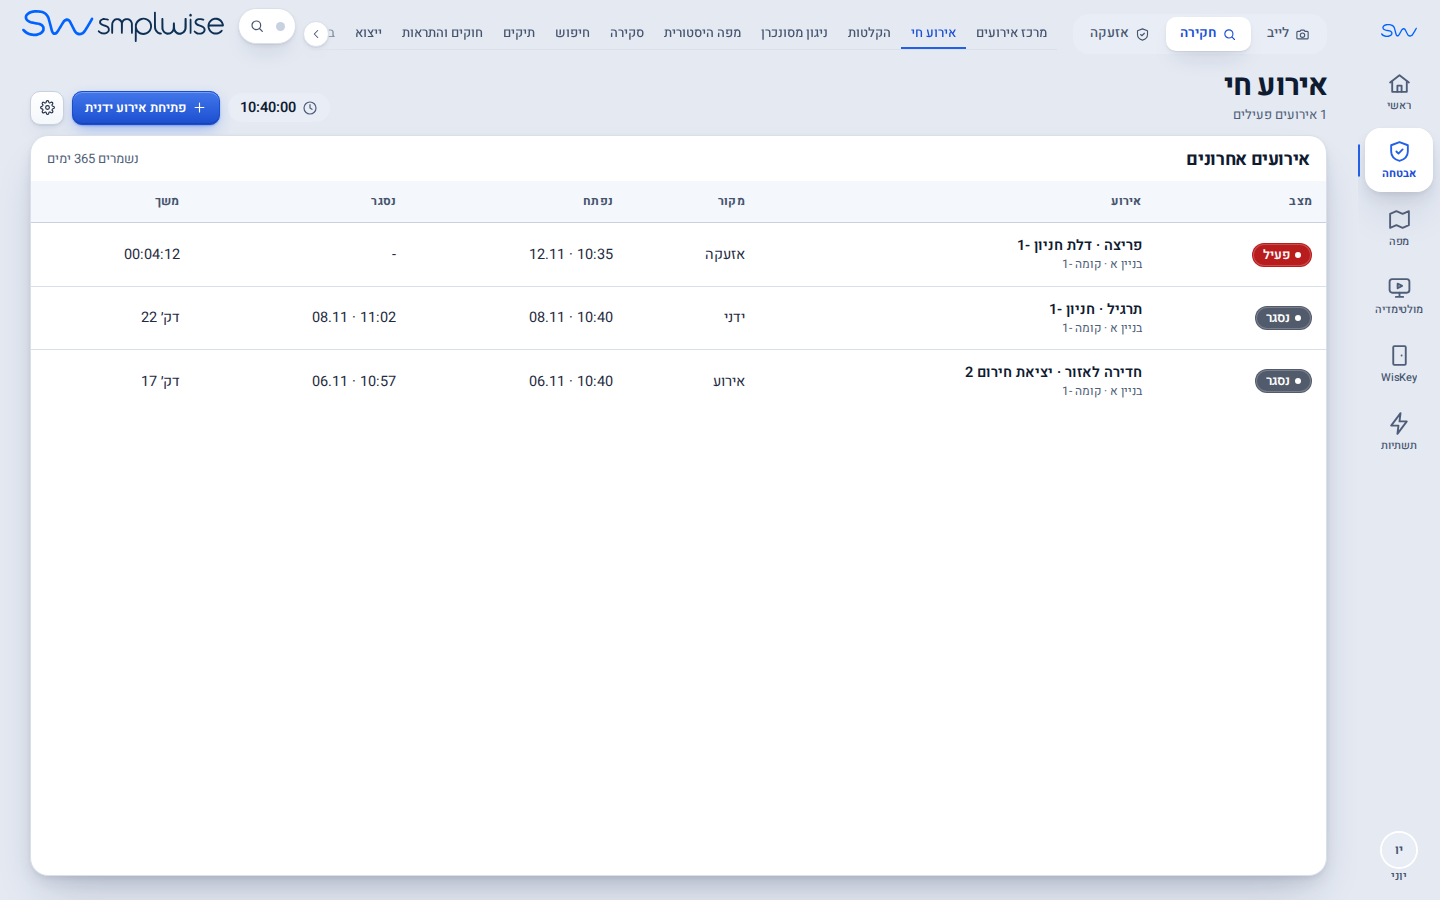 לייב
חקירה
אזעקה
מרכז אירועים
אירוע חי
הקלטות
ניגון מסונכרן
מפה היסטורית
סקירה
חיפוש
תיקים
חוקים והתראות
ייצוא
smplwise
ראשי
אבטחה
מפה
מולטימדיה
WisKey
תשתיות
יו
יוני
אירוע חי
1 אירועים פעילים
10:40:00
פתיחת אירוע ידנית
אירועים אחרונים
נשמרים 365 ימים
מצב אירוע מקור נפתח נסגר משך
פעיל פריצה · דלת חניון -1 אזעקה 12.11 · 10:35 - 00:04:12
בניין א · קומה -1
נסגר תרגיל · חניון -1 ידני 08.11 · 10:40 08.11 · 11:02 22 דק׳
בניין א · קומה -1
נסגר חדירה לאזור · יציאת חירום 2 אירוע 06.11 · 10:40 06.11 · 10:57 17 דק׳
בניין א · קומה -1